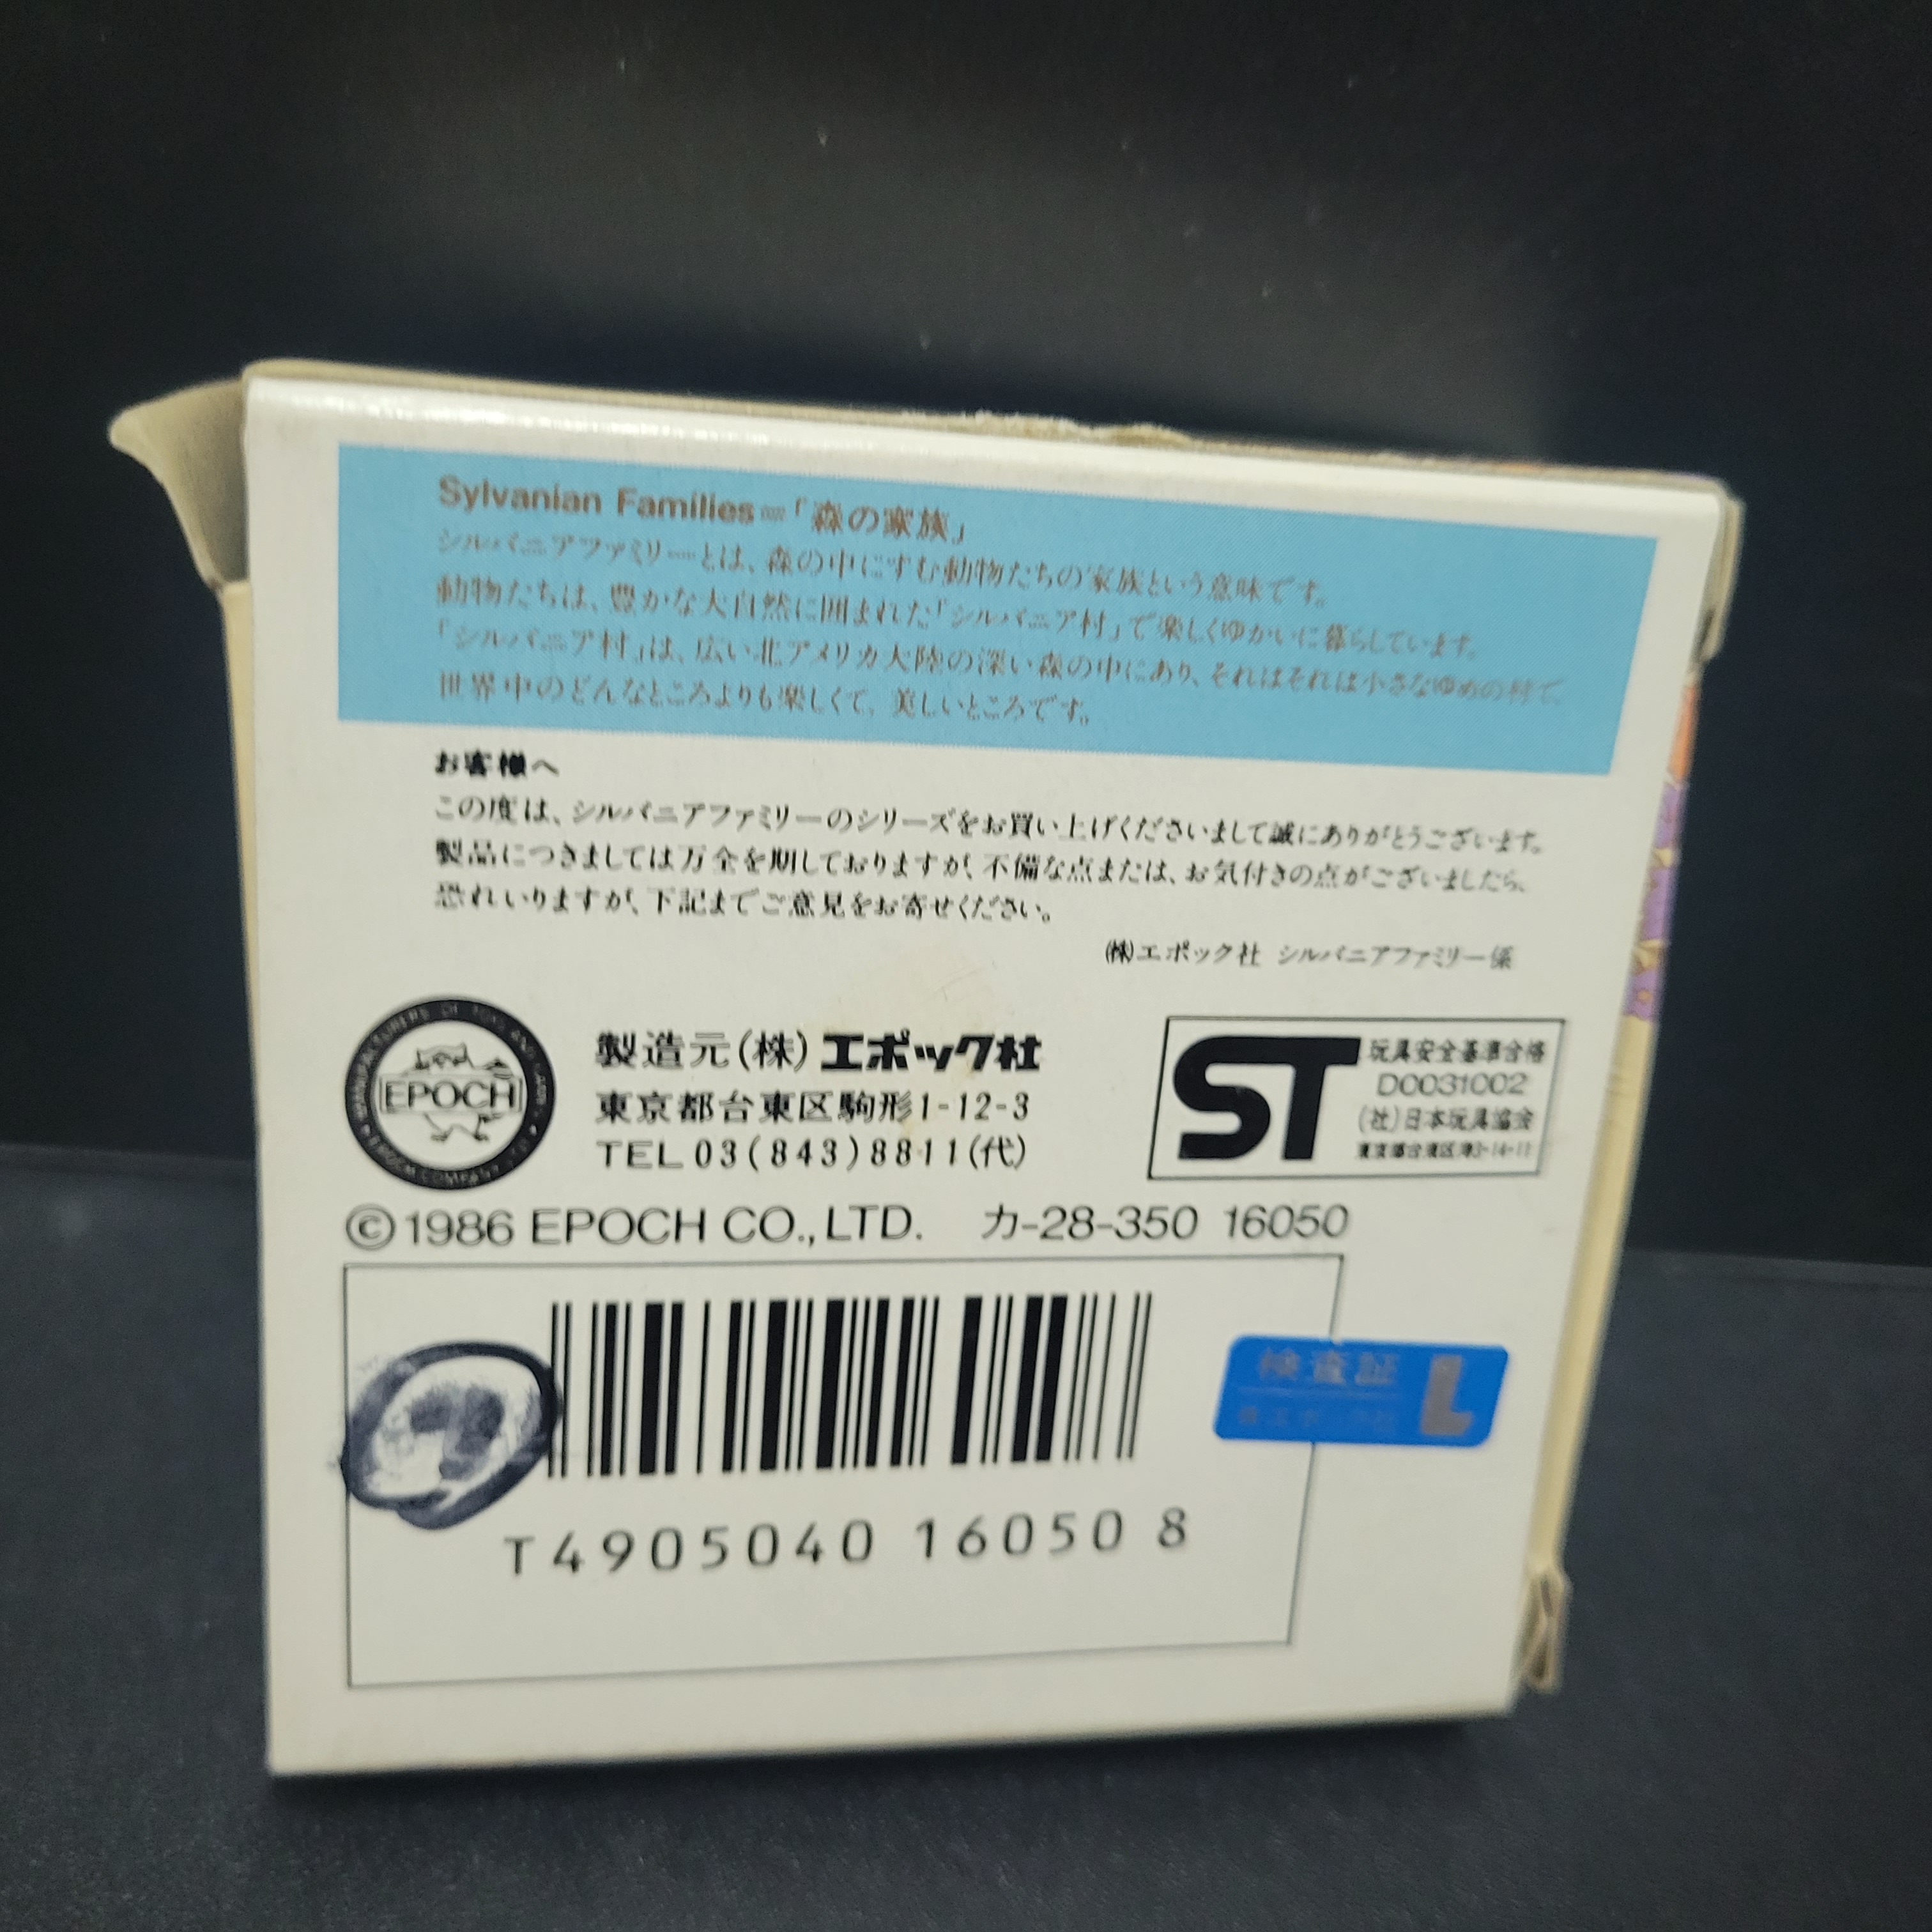 Sylvanian Families=「森の家族」
シルバニアファミリーとは、森の中にすむ動物たちの家族という意味です。
動物たちは、豊かな大自然に囲まれた「シルバニア村」で楽しくゆかいに暮らしています。
「シルバニア村」は、広い北アメリカ大陸の深い森の中にあり、それはそれは小さなゆめの村で、
世界中のどんなところよりも楽しくて、美しいところです。
お客様へ
この度は、シルバニアファミリーのシリーズをお買い上げくださいまして誠にありがとうございます。
製品につきましては万全を期しておりますが、不備な点または、お気付きの点がございましたら、
恐れいりますが、下記までご意見をお寄せください。
(株)エポック社 シルバニアファミリー係
EPOCH
製造元(株)エポック社
東京都台東区駒形1-12-3
TEL 03(843)8811(代)
ST
玩具安全基準合格
D0031002
(社)日本玩具協会
©1986 EPOCH CO.,LTD. カ-28-350 16050
検査証 L
T4905040 16050 8